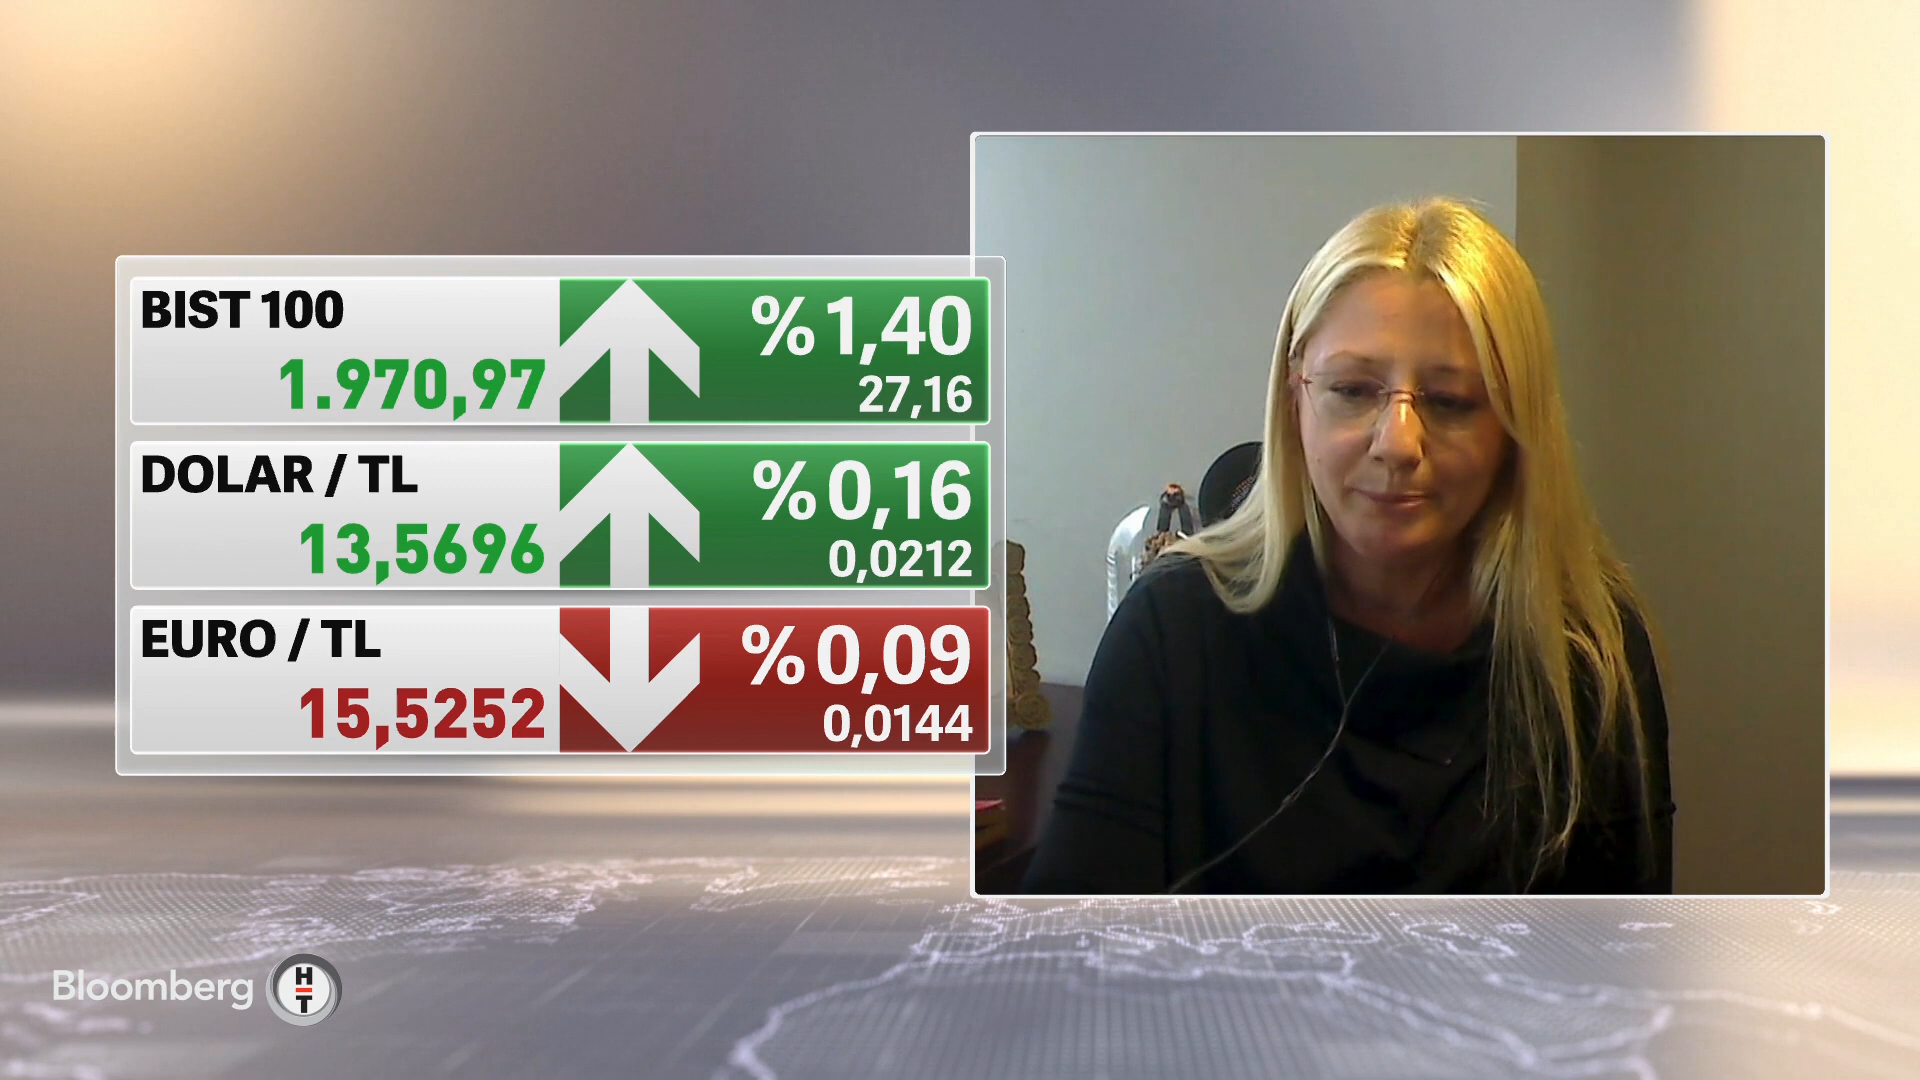 BIST 100
1.970,97
%1,40
27,16
DOLAR / TL
13,5696
%0,16
0,0212
EURO / TL
15,5252
%0,09
0,0144
Bloomberg HT